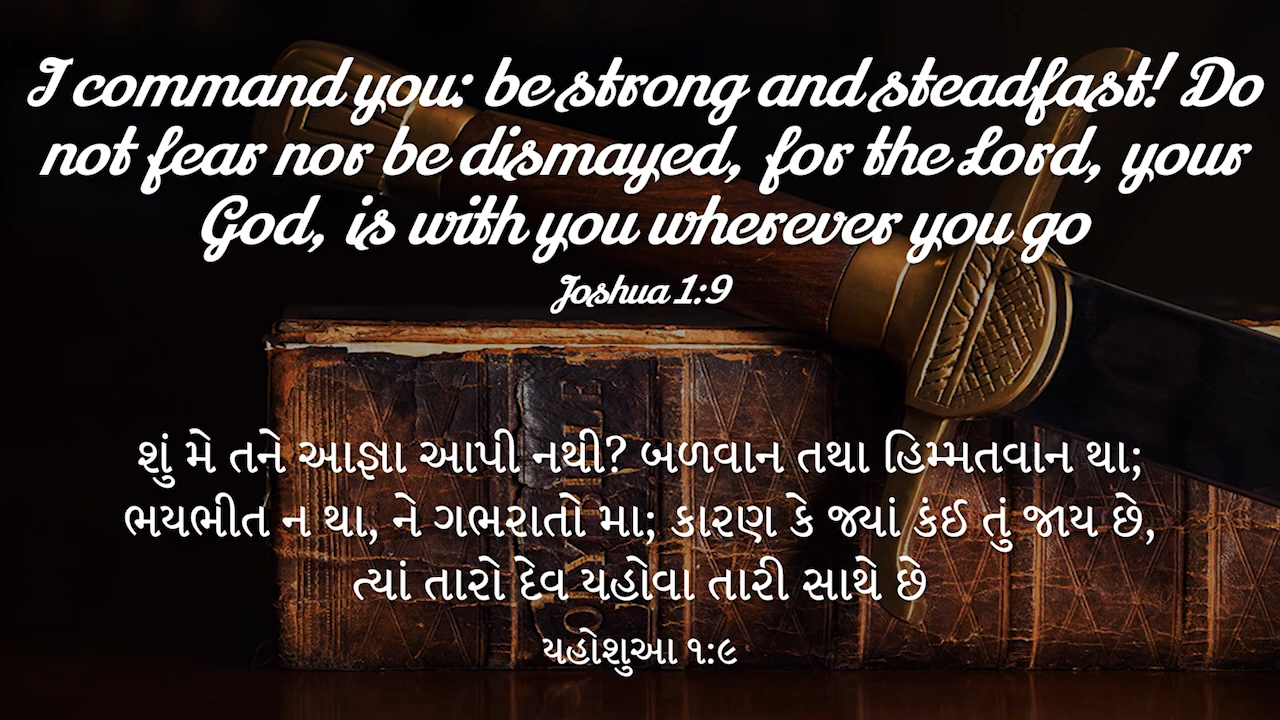 I command you: be strong and steadfast! Do
not fear nor be dismayed, for the Lord, your
God, is with you wherever you go
Joshua 1:9
શું મે તને આજ્ઞા આપી નથી? બળવાન તથા હિમ્મતવાન થા;
ભયભીત ન થા, ને ગભરાતો મા; કારણ કે જ્યાં કંઈ તું જાય છે,
ત્યાં તારો દેવ યહોવા તારી સાથે છે
યહોશુઆ ૧:૯